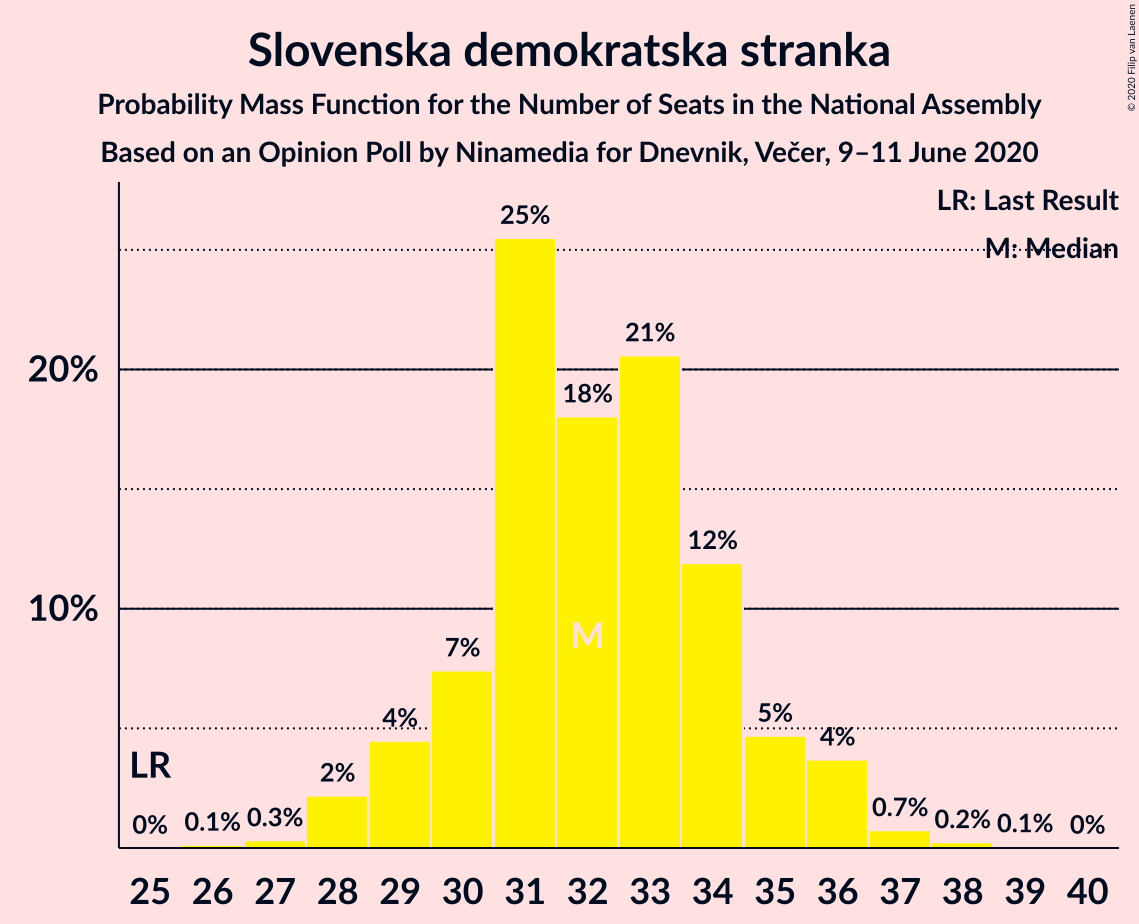 Slovenska demokratska stranka
Probability Mass Function for the Number of Seats in the National Assembly
Based on an Opinion Poll by Ninamedia for Dnevnik, Večer, 9–11 June 2020
© 2020 Filip van Laenen
LR: Last Result
M: Median
20%
10%
25%
21%
18%
12%
M
7%
5%
4%
4%
LR
2%
0%
0.1%
0.3%
0.7%
0.2%
0.1%
0%
25 26 27 28 29 30 31 32 33 34 35 36 37 38 39 40